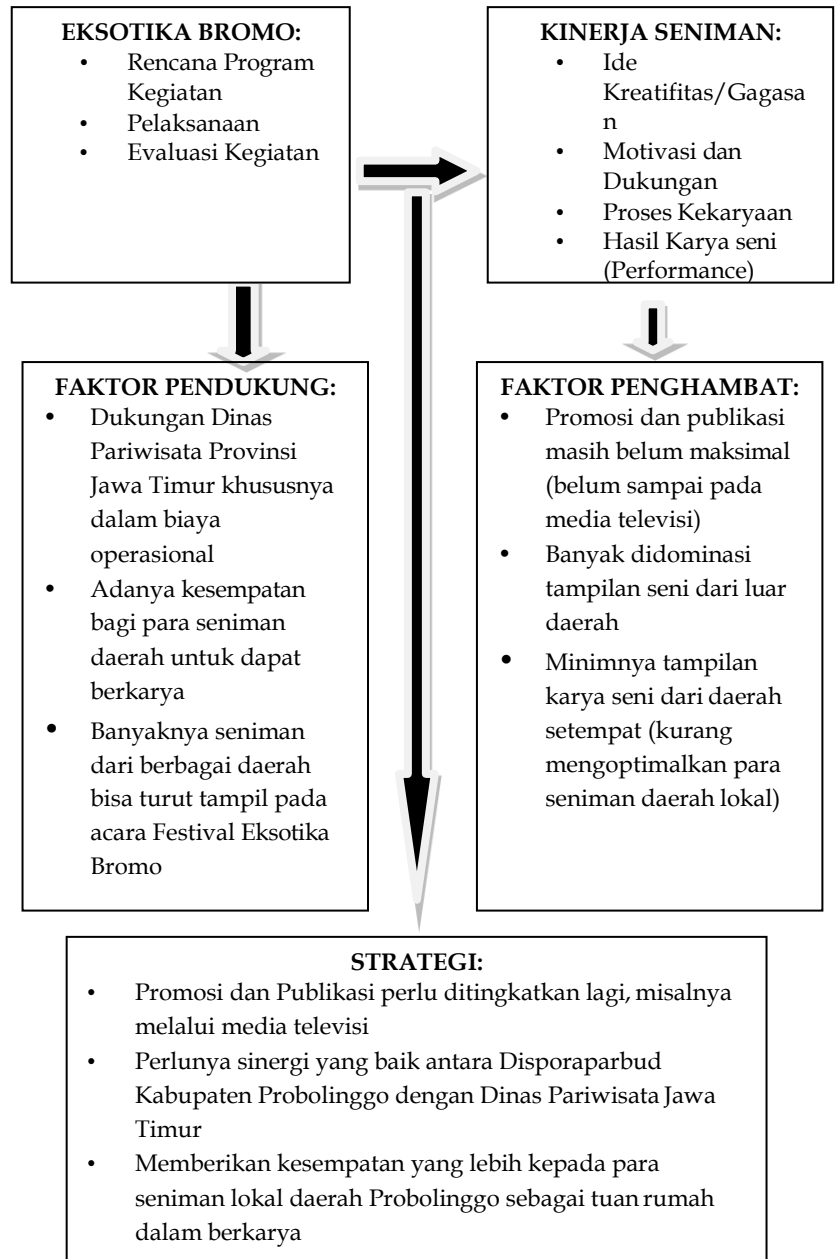 EKSOTIKA BROMO:
• Rencana Program
Kegiatan
• Pelaksanaan
• Evaluasi Kegiatan
KINERJA SENIMAN:
• Ide
Kreatifitas/Gagasa
n
• Motivasi dan
Dukungan
• Proses Kekaryaan
• Hasil Karya seni
(Performance)
FAKTOR PENDUKUNG:
• Dukungan Dinas
Pariwisata Provinsi
Jawa Timur khususnya
dalam biaya
operasional
• Adanya kesempatan
bagi para seniman
daerah untuk dapat
berkarya
• Banyaknya seniman
dari berbagai daerah
bisa turut tampil pada
acara Festival Eksotika
Bromo
FAKTOR PENGHAMBAT:
• Promosi dan publikasi
masih belum maksimal
(belum sampai pada
media televisi)
• Banyak didominasi
tampilan seni dari luar
daerah
• Minimnya tampilan
karya seni dari daerah
setempat (kurang
mengoptimalkan para
seniman daerah lokal)
STRATEGI:
• Promosi dan Publikasi perlu ditingkatkan lagi, misalnya
melalui media televisi
• Perlunya sinergi yang baik antara Disporaparbud
Kabupaten Probolinggo dengan Dinas Pariwisata Jawa
Timur
• Memberikan kesempatan yang lebih kepada para
seniman lokal daerah Probolinggo sebagai tuan rumah
dalam berkarya